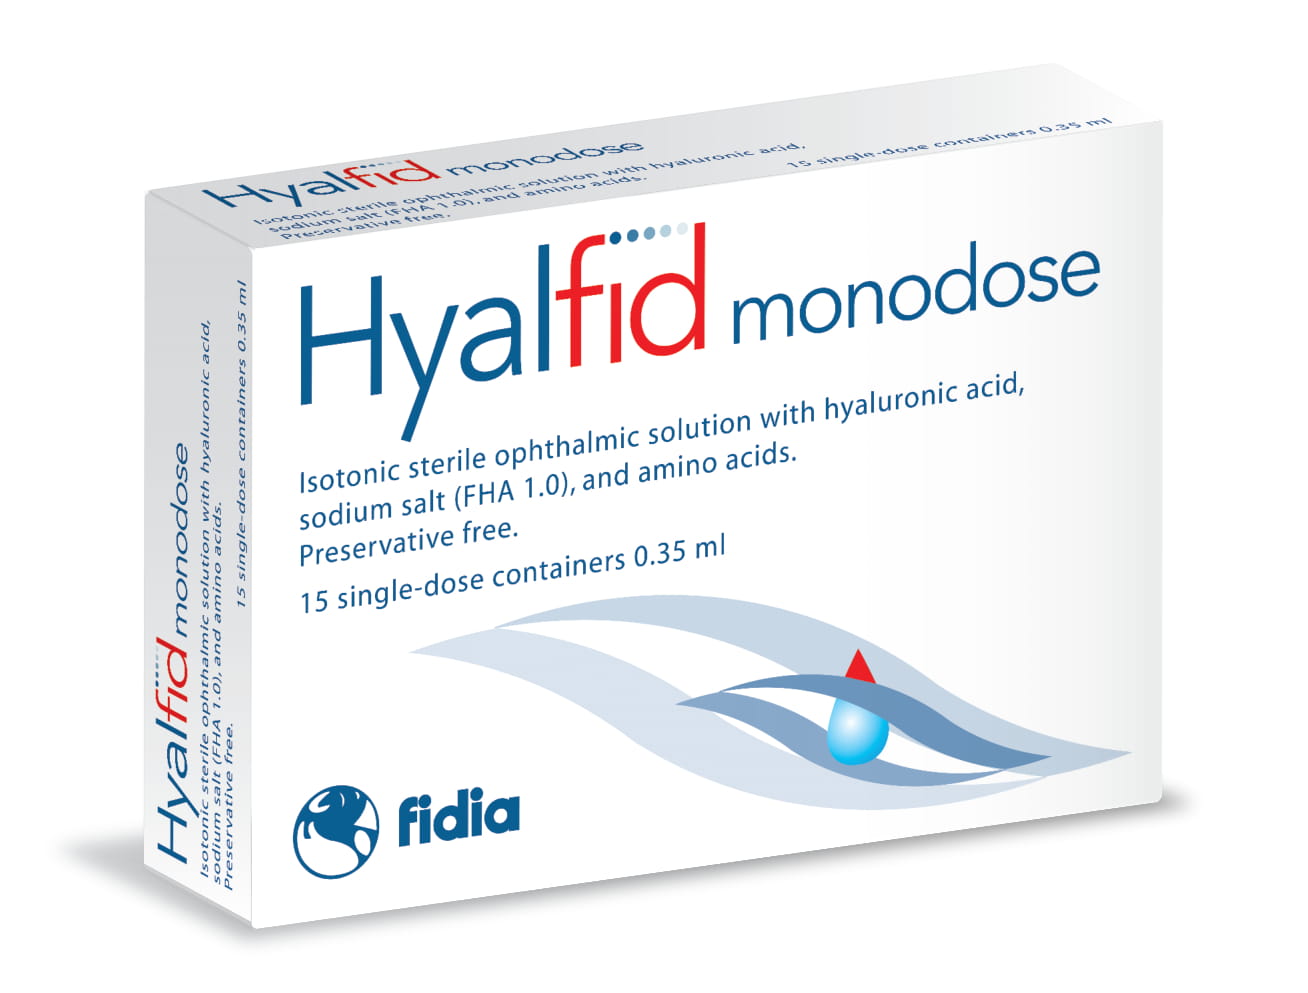 Hyalfid monodose
Isotonic sterile ophthalmic solution with hyaluronic acid,
sodium salt (FHA 1.0), and amino acids.
Preservative free.
15 single-dose containers 0.35 ml
Hyalfid monodose
Isotonic sterile ophthalmic solution with hyaluronic acid,
sodium salt (FHA 1.0), and amino acids.
Preservative free.
15 single-dose containers 0.35 ml
fidia
Hyalfid monodose
Isotonic sterile ophthalmic solution with hyaluronic acid,
sodium salt (FHA 1.0), and amino acids.
Preservative free.
15 single-dose containers 0.35 ml